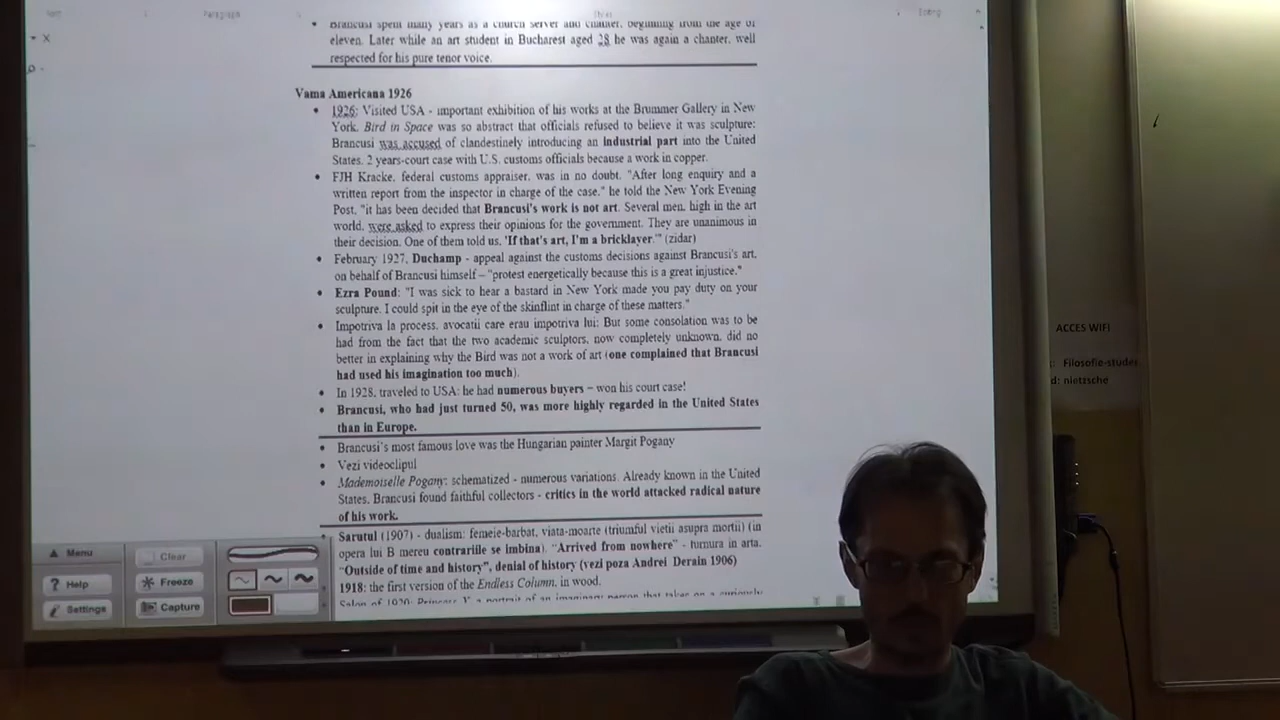 Brancusi spent many years as a church server and chanter, beginning from the age of
eleven. Later while an art student in Bucharest aged 28 he was again a chanter, well
respected for his pure tenor voice.
Vama Americana 1926
1926: Visited USA - important exhibition of his works at the Brummer Gallery in New
York. Bird in Space was so abstract that officials refused to believe it was sculpture:
Brancusi was accused of clandestinely introducing an industrial part into the United
States. 2 years-court case with U.S. customs officials because a work in copper.
FJH Kracke, federal customs appraiser, was in no doubt. "After long enquiry and a
written report from the inspector in charge of the case." he told the New York Evening
Post, "it has been decided that Brancusi's work is not art. Several men, high in the art
world, were asked to express their opinions for the government. They are unanimous in
their decision. One of them told us, 'If that's art, I'm a bricklayer.'" (zidar)
February 1927, Duchamp - appeal against the customs decisions against Brancusi's art,
on behalf of Brancusi himself – "protest energetically because this is a great injustice."
Ezra Pound: "I was sick to hear a bastard in New York made you pay duty on your
sculpture. I could spit in the eye of the skinflint in charge of these matters."
Impotriva la process, avocatii care erau impotriva lui: But some consolation was to be
had from the fact that the two academic sculptors, now completely unknown, did no
better in explaining why the Bird was not a work of art (one complained that Brancusi
had used his imagination too much).
In 1928, traveled to USA: he had numerous buyers – won his court case!
Brancusi, who had just turned 50, was more highly regarded in the United States
than in Europe.
Brancusi's most famous love was the Hungarian painter Margit Pogany
Vezi videoclipul
Mademoiselle Pogany: schematized - numerous variations. Already known in the United
States, Brancusi found faithful collectors - critics in the world attacked radical nature
of his work.
Sarutul (1907) - dualism: femeie-barbat, viata-moarte (triumful vietii asupra mortii) (in
opera lui B mereu contrariile se imbina). "Arrived from nowhere" - turnura in arta.
"Outside of time and history", denial of history (vezi poza Andrei Derain 1906)
1918: the first version of the Endless Column, in wood.
Salon of 1920: Princess X a portrait of an imaginary person that takes on a curiously
Menu
Help
Settings
Clear
Freeze
Capture
ACCES WIFI
Filosofie-studen
d: nietzsche